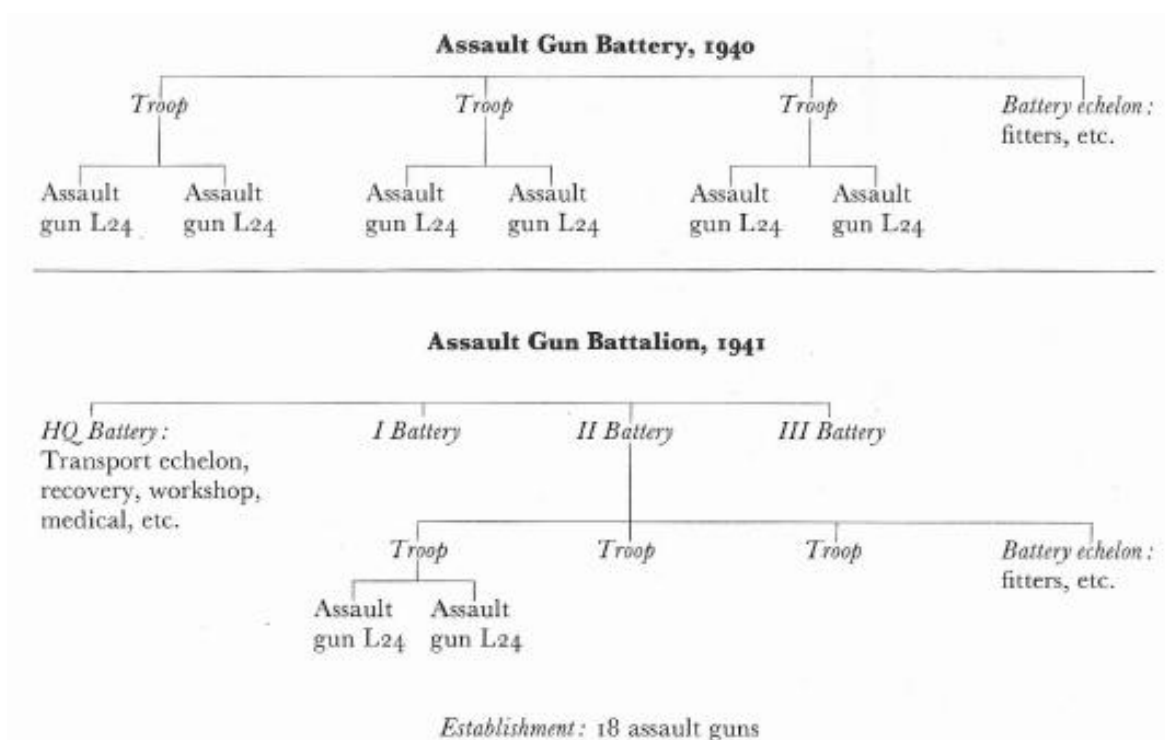 Assault Gun Battery, 1940
Troop
Troop
Troop
Battery echelon:
fitters, etc.
Assault
gun L24
Assault
gun L24
Assault
gun L24
Assault
gun L24
Assault
gun L24
Assault
gun L24
Assault Gun Battalion, 1941
HQ Battery:
Transport echelon,
recovery, workshop,
medical, etc.
I Battery
II Battery
III Battery
Troop
Troop
Troop
Battery echelon:
fitters, etc.
Assault
gun L24
Assault
gun L24
Establishment: 18 assault guns